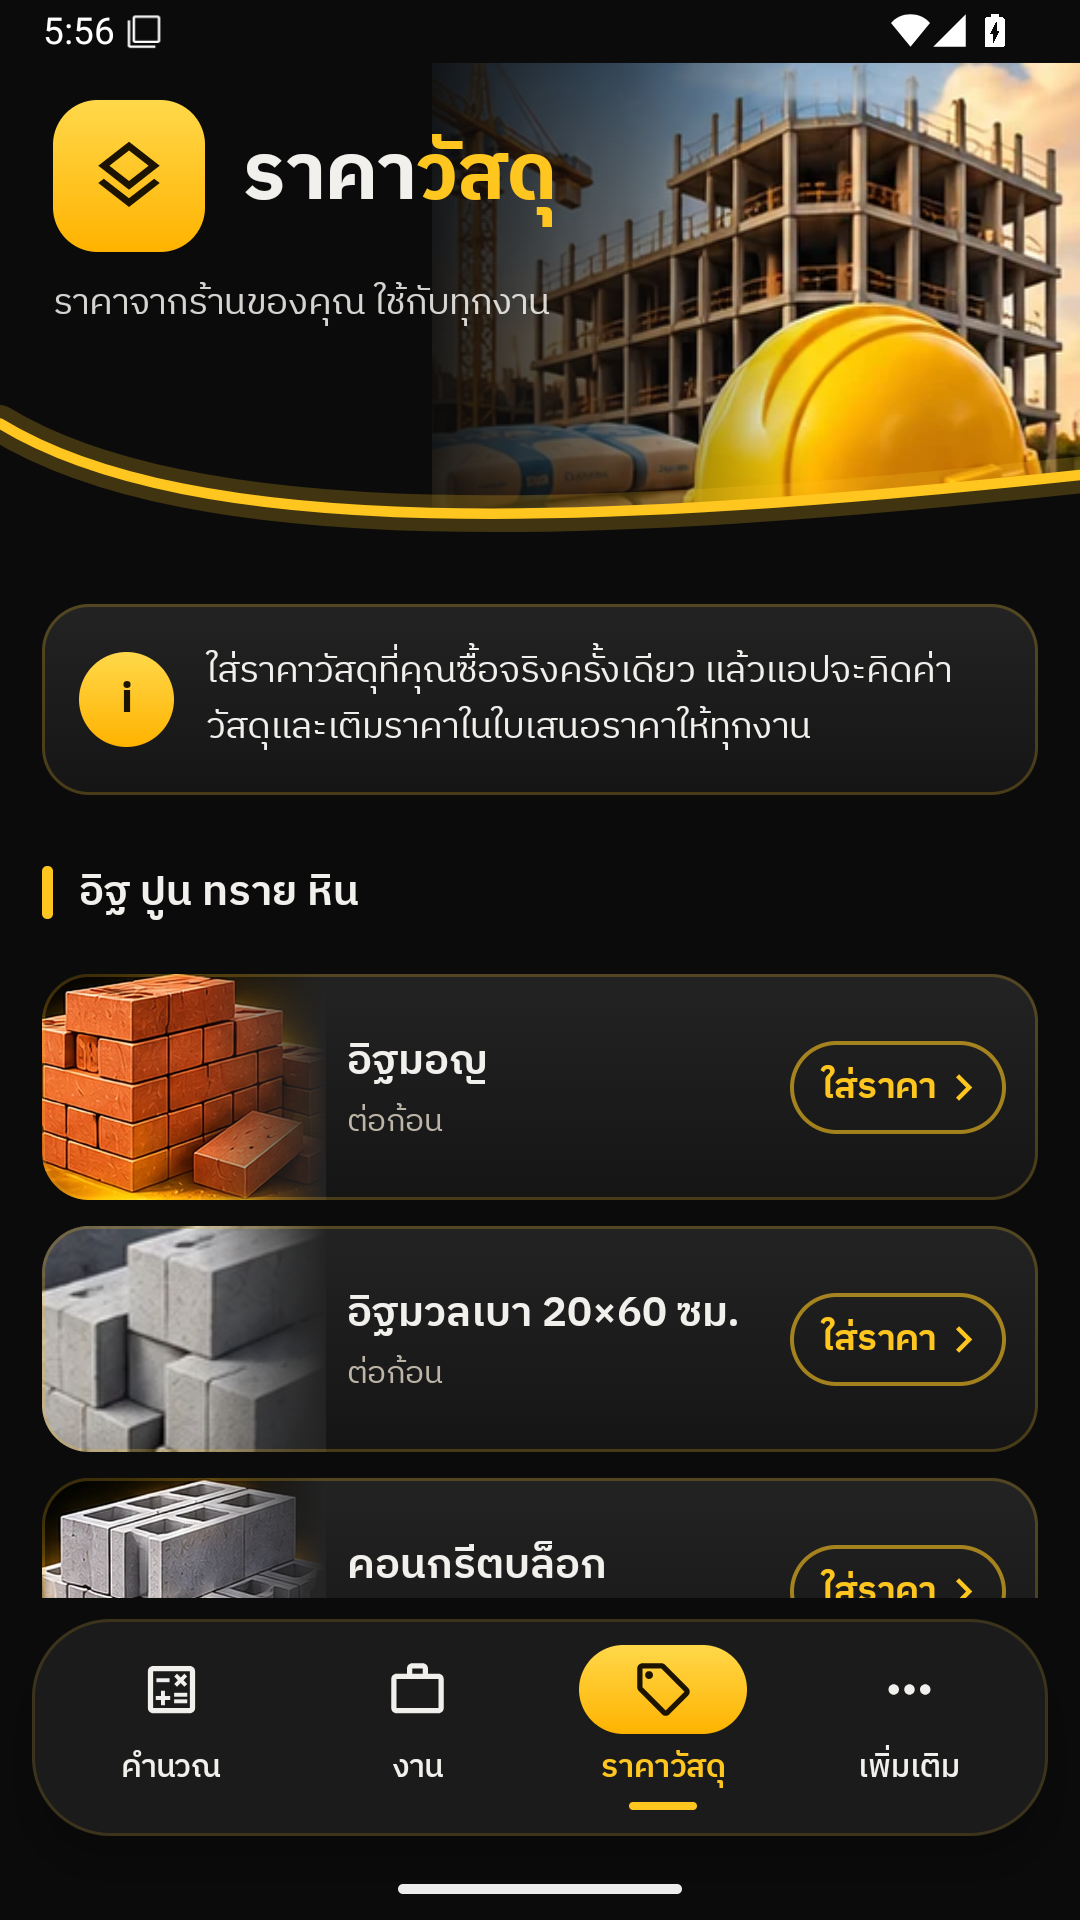 5:56
ราคาวัสดุ
ราคาจากร้านของคุณ ใช้กับทุกงาน
i
ใส่ราคาวัสดุที่คุณซื้อจริงครั้งเดียว แล้วแอปจะคิดค่า
วัสดุและเติมราคาในใบเสนอราคาให้ทุกงาน
อิฐ ปูน ทราย หิน
อิฐมอญ
ต่อก้อน
ใส่ราคา
อิฐมวลเบา 20×60 ซม.
ต่อก้อน
ใส่ราคา
คอนกรีตบล็อก
ใส่ราคา
คำนวณ
งาน
ราคาวัสดุ
เพิ่มเติม